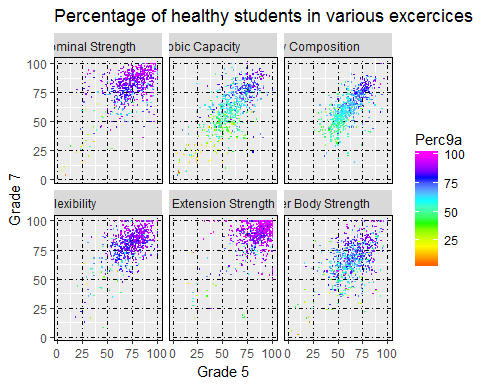 Percentage of healthy students in various excercices
ominal Strength
obic Capacity
Composition
100
75
50
25
0
lexibility
Extension Strength
er Body Strength
100
75
50
25
0
0 25 50 75 100 0 25 50 75 100 0 25 50 75 100
Grade 5
Grade 7
Perc9a
100
75
50
25